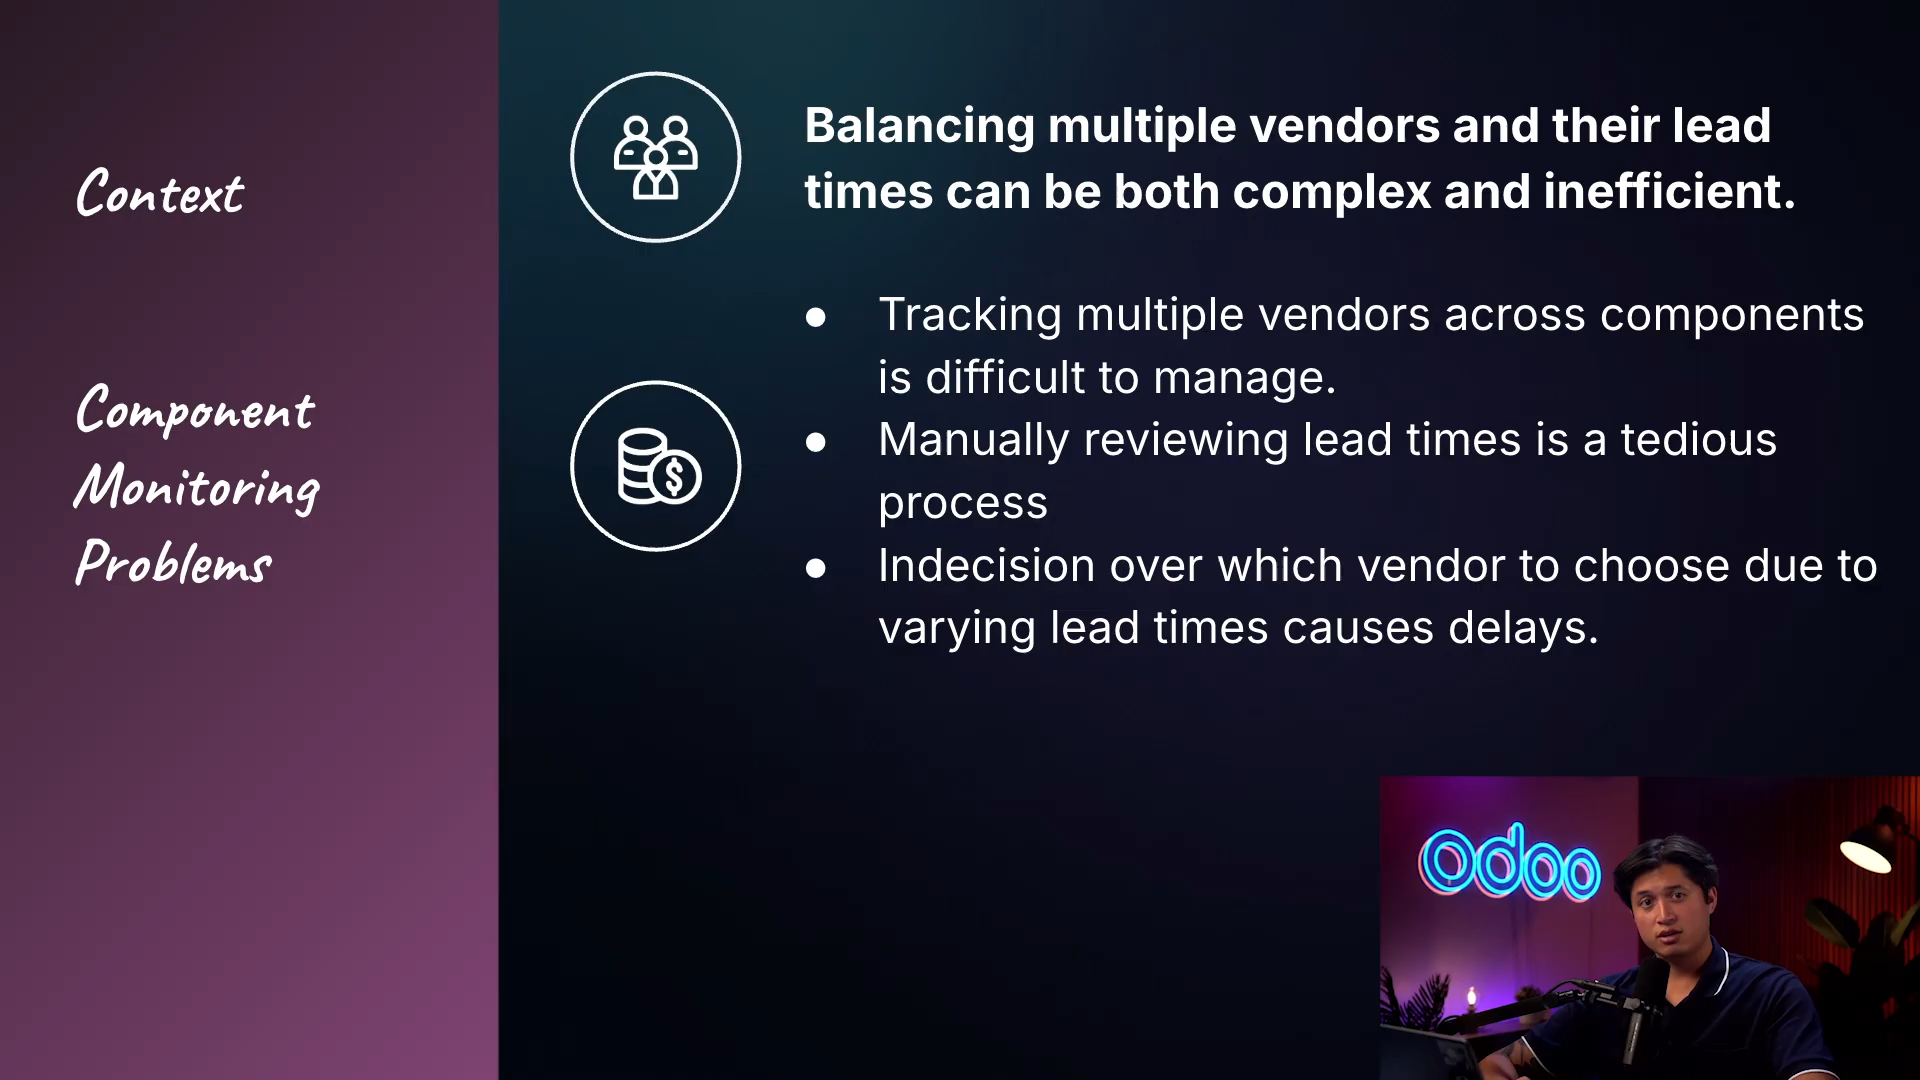 Context
Balancing multiple vendors and their lead
times can be both complex and inefficient.
Component
Monitoring
Problems
● Tracking multiple vendors across components
is difficult to manage.
● Manually reviewing lead times is a tedious
process
● Indecision over which vendor to choose due to
varying lead times causes delays.
$
odoo